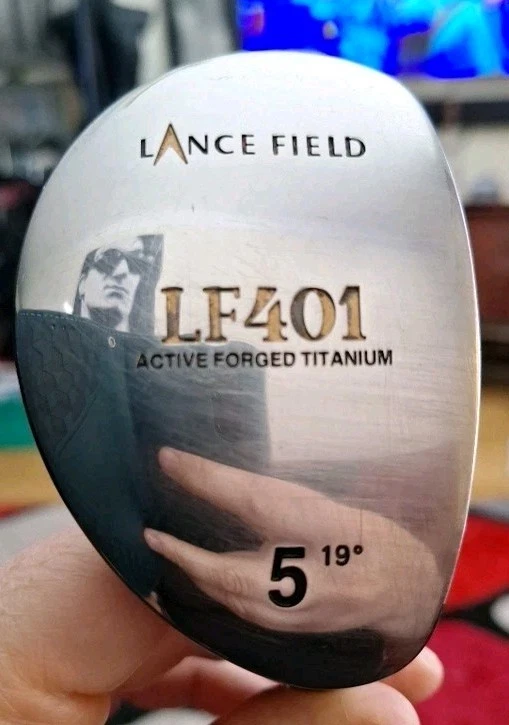 LANCE FIELD
LF401
ACTIVE FORGED TITANIUM
5 19°